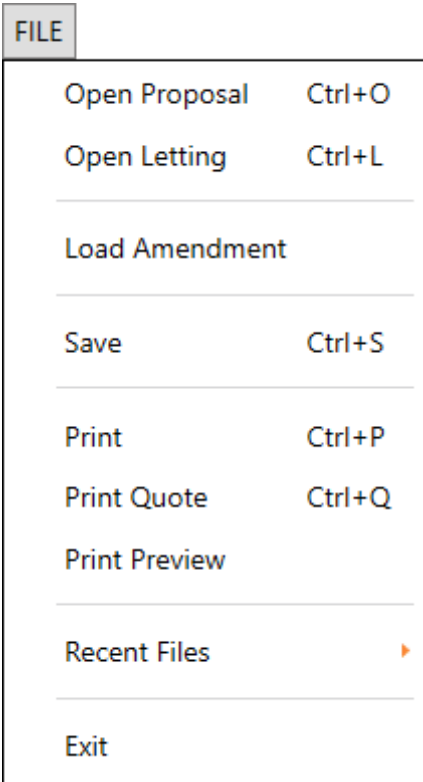 FILE
Open Proposal Ctrl+O
Open Letting Ctrl+L
Load Amendment
Save Ctrl+S
Print Ctrl+P
Print Quote Ctrl+Q
Print Preview
Recent Files
Exit